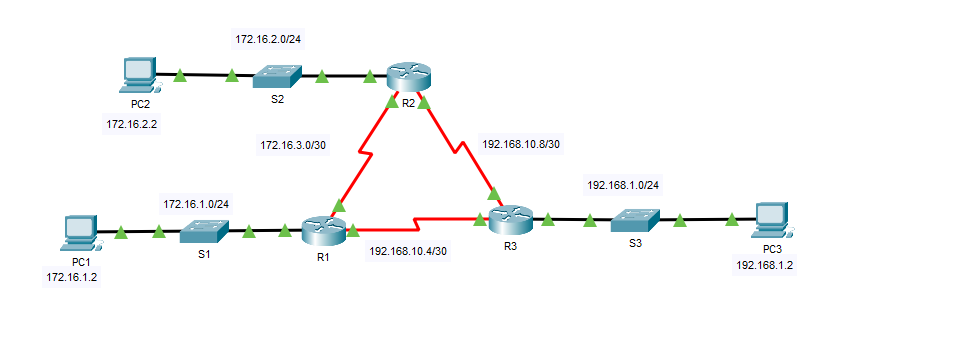 172.16.2.0/24
S2
R2
PC2
172.16.2.2
172.16.3.0/30
192.168.10.8/30
192.168.1.0/24
172.16.1.0/24
S1
R1
192.168.10.4/30
R3
S3
PC3
192.168.1.2
PC1
172.16.1.2